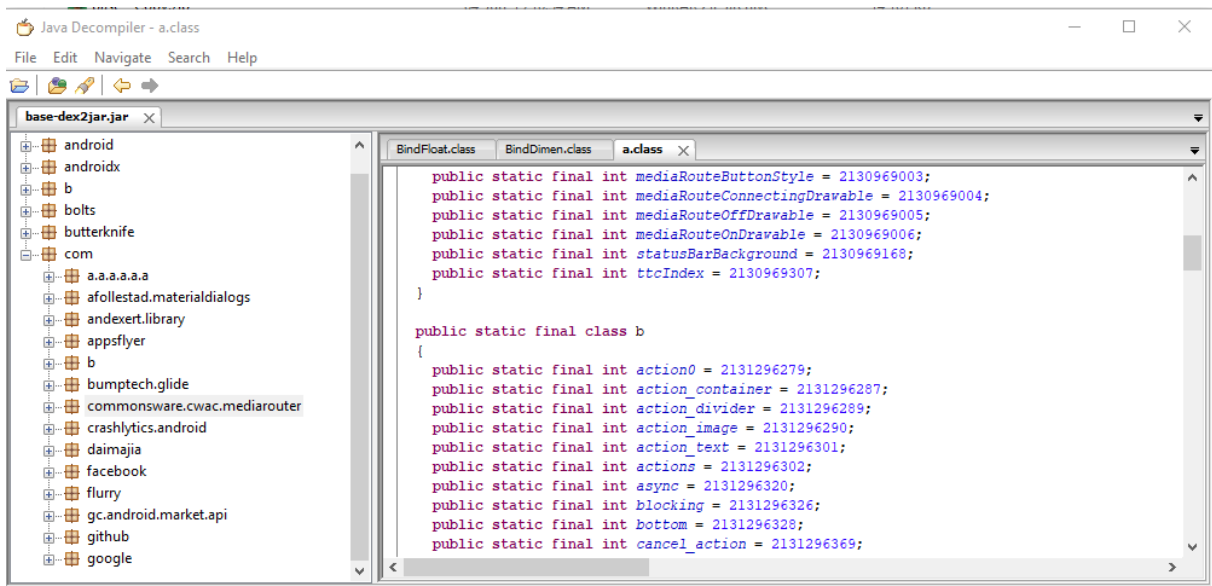 Java Decompiler - a.class
File Edit Navigate Search Help
base-dex2jar.jar
android
androidx
b
bolts
butterknife
com
a.a.a.a.a.a
afollestad.materialdialogs
andexert.library
appsflyer
b
bumptech.glide
commonsware.cwac.mediarouter
crashlytics.android
daimajia
facebook
flurry
gc.android.market.api
github
google
BindFloat.class BindDimen.class a.class
public static final int mediaRouteButtonStyle = 2130969003;
public static final int mediaRouteConnectingDrawable = 2130969004;
public static final int mediaRouteOffDrawable = 2130969005;
public static final int mediaRouteOnDrawable = 2130969006;
public static final int statusBarBackground = 2130969168;
public static final int ttcIndex = 2130969307;
}
public static final class b
{
public static final int action0 = 2131296279;
public static final int action_container = 2131296287;
public static final int action_divider = 2131296289;
public static final int action_image = 2131296290;
public static final int action_text = 2131296301;
public static final int actions = 2131296302;
public static final int async = 2131296320;
public static final int blocking = 2131296326;
public static final int bottom = 2131296328;
public static final int cancel_action = 2131296369;